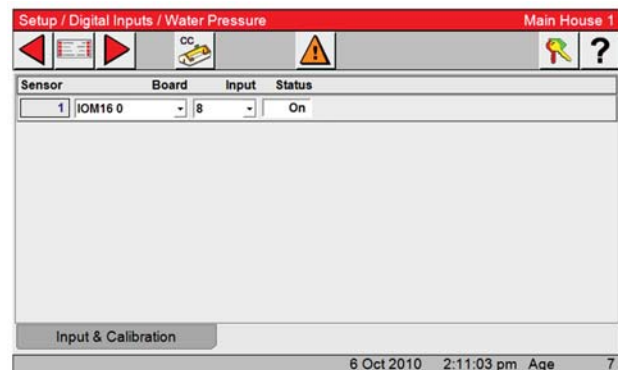 Setup / Digital Inputs / Water Pressure Main House 1
CC ?
Sensor Board Input Status
1 IOM16 0 8 On
Input & Calibration
6 Oct 2010 2:11:03 pm Age 7